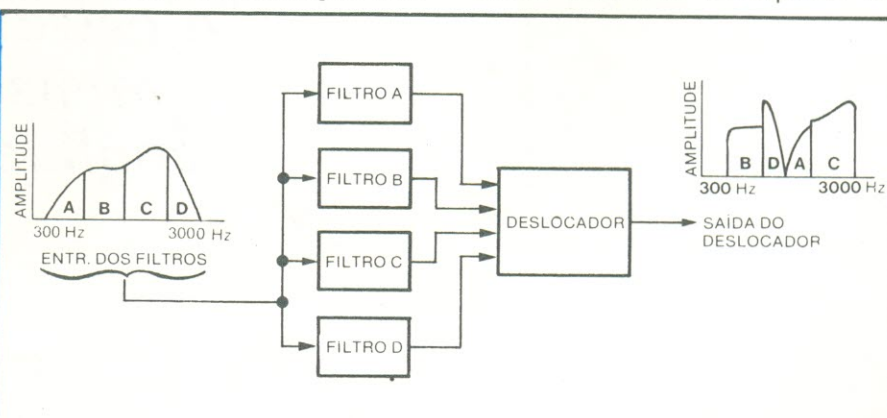 AMPLITUDE
A B C D
300 Hz 3000 Hz
ENTR. DOS FILTROS
FILTRO A
FILTRO B
FILTRO C
FILTRO D
DESLOCADOR
AMPLITUDE
B D A C
300 Hz 3000 Hz
SAÍDA DO
DESLOCADOR